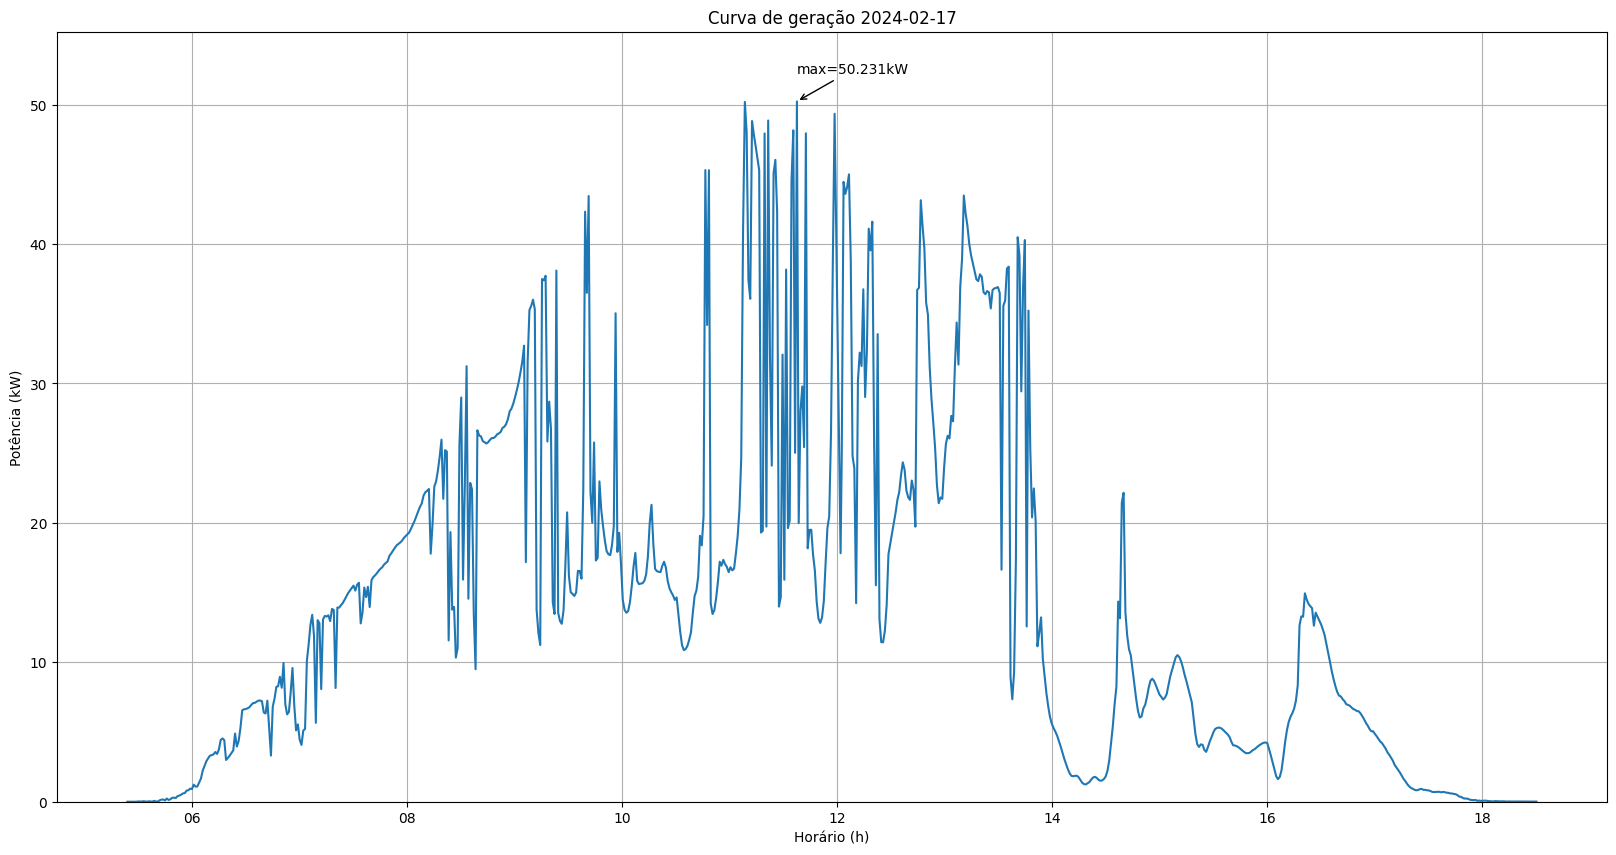 Curva de geração 2024-02-17
max=50.231kW
50
40
30
20
10
0
Potência (kW)
06 08 10 12 14 16 18
Horário (h)